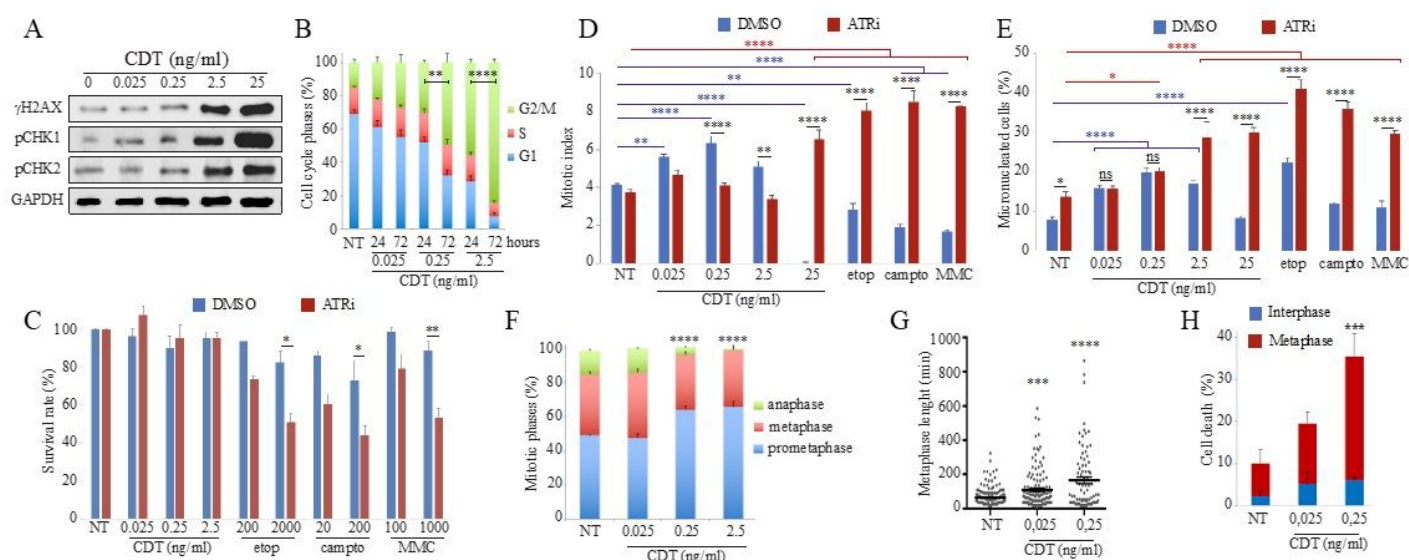 A
CDT (ng/ml)
0 0.025 0.25 2.5 25
γH2AX
pCHK1
pCHK2
GAPDH
B
Cell cycle phases (%)
100
80
60
40
20
0
** ****
G2/M
S
G1
NT 24 72 24 72 24 72 hours
0.025 0.25 2.5
CDT (ng/ml)
C
DMSO ATRi
Survival rate (%)
100
80
60
40
20
0
* * **
NT 0.025 0.25 2.5 200 2000 20 200 100 1000
CDT (ng/ml) etop campto MMC
D
DMSO ATRi
Mitotic index
10
8
6
4
2
0
****
****
**
****
****
**
**** ** **** **** **** ****
NT 0.025 0.25 2.5 25 etop campto MMC
CDT (ng/ml)
E
DMSO ATRi
Micronucleated cells (%)
50
40
30
20
10
0
****
*
****
****
* ns ns **** **** **** **** ****
NT 0.025 0.25 2.5 25 etop campto MMC
CDT (ng/ml)
F
Mitotic phases (%)
100
80
60
40
20
0
**** ****
anaphase
metaphase
prometaphase
NT 0.025 0.25 2.5
CDT (ng/ml)
G
Metaphase lenght (min)
1000
800
600
400
200
0
*** ****
NT 0,025 0,25
CDT (ng/ml)
H
Interphase
Metaphase
Cell death (%)
40
30
20
10
0
***
NT 0,025 0,25
CDT (ng/ml)